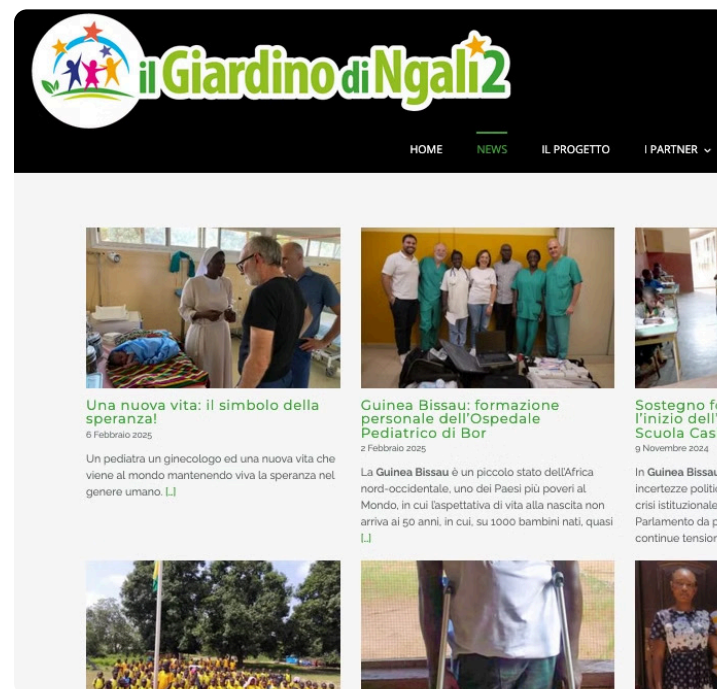 il Giardino di Ngali2
HOME NEWS IL PROGETTO I PARTNER
Una nuova vita: il simbolo della
speranza!
6 Febbraio 2025
Un pediatra un ginecologo ed una nuova vita che
viene al mondo mantenendo viva la speranza nel
genere umano. [...]
Guinea Bissau: formazione
personale dell'Ospedale
Pediatrico di Bor
2 Febbraio 2025
La Guinea Bissau è un piccolo stato dell'Africa
nord-occidentale, uno dei Paesi più poveri al
Mondo, in cui l'aspettativa di vita alla nascita non
arriva ai 50 anni, in cui, su 1000 bambini nati, quasi
[...]
Sostegno
l'inizio dell'
Scuola
9 Novembre 2024
In Guinea Bissau
incertezze
crisi istituzionale
Parlamento da
continue